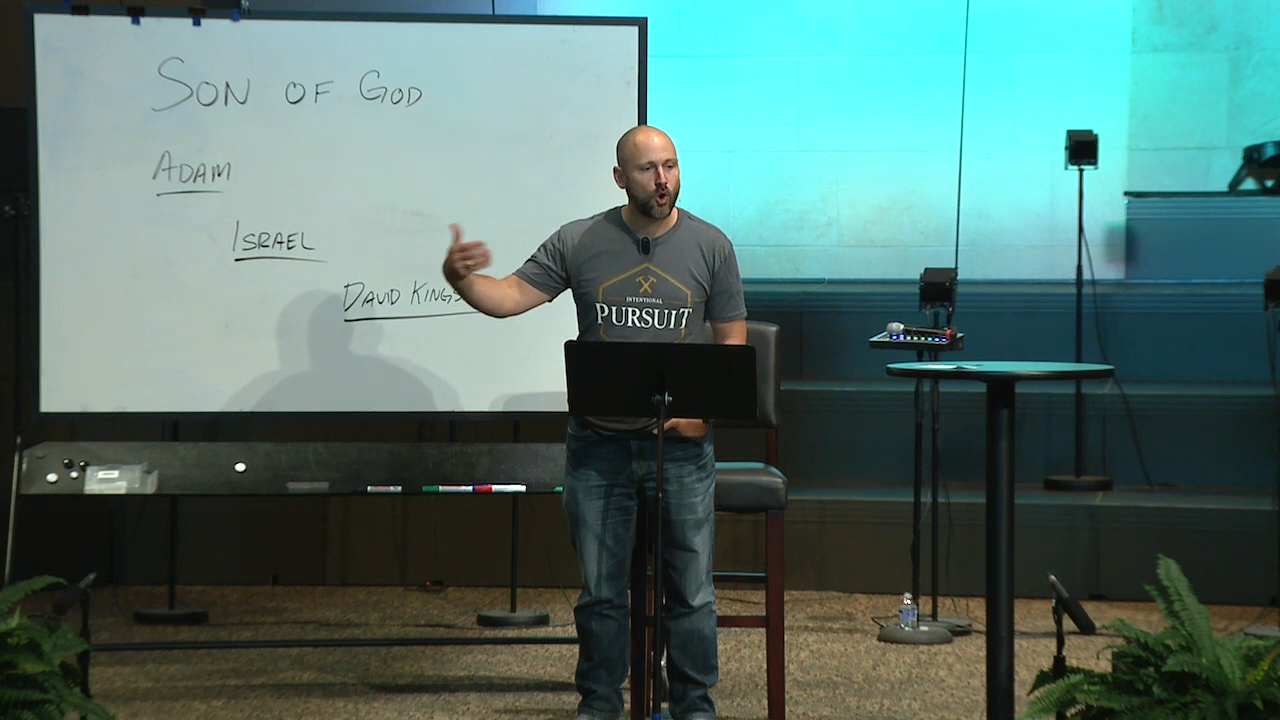 SON OF GOD
ADAM
ISRAEL
DAVID KINGS
INTENTIONAL
PURSUIT